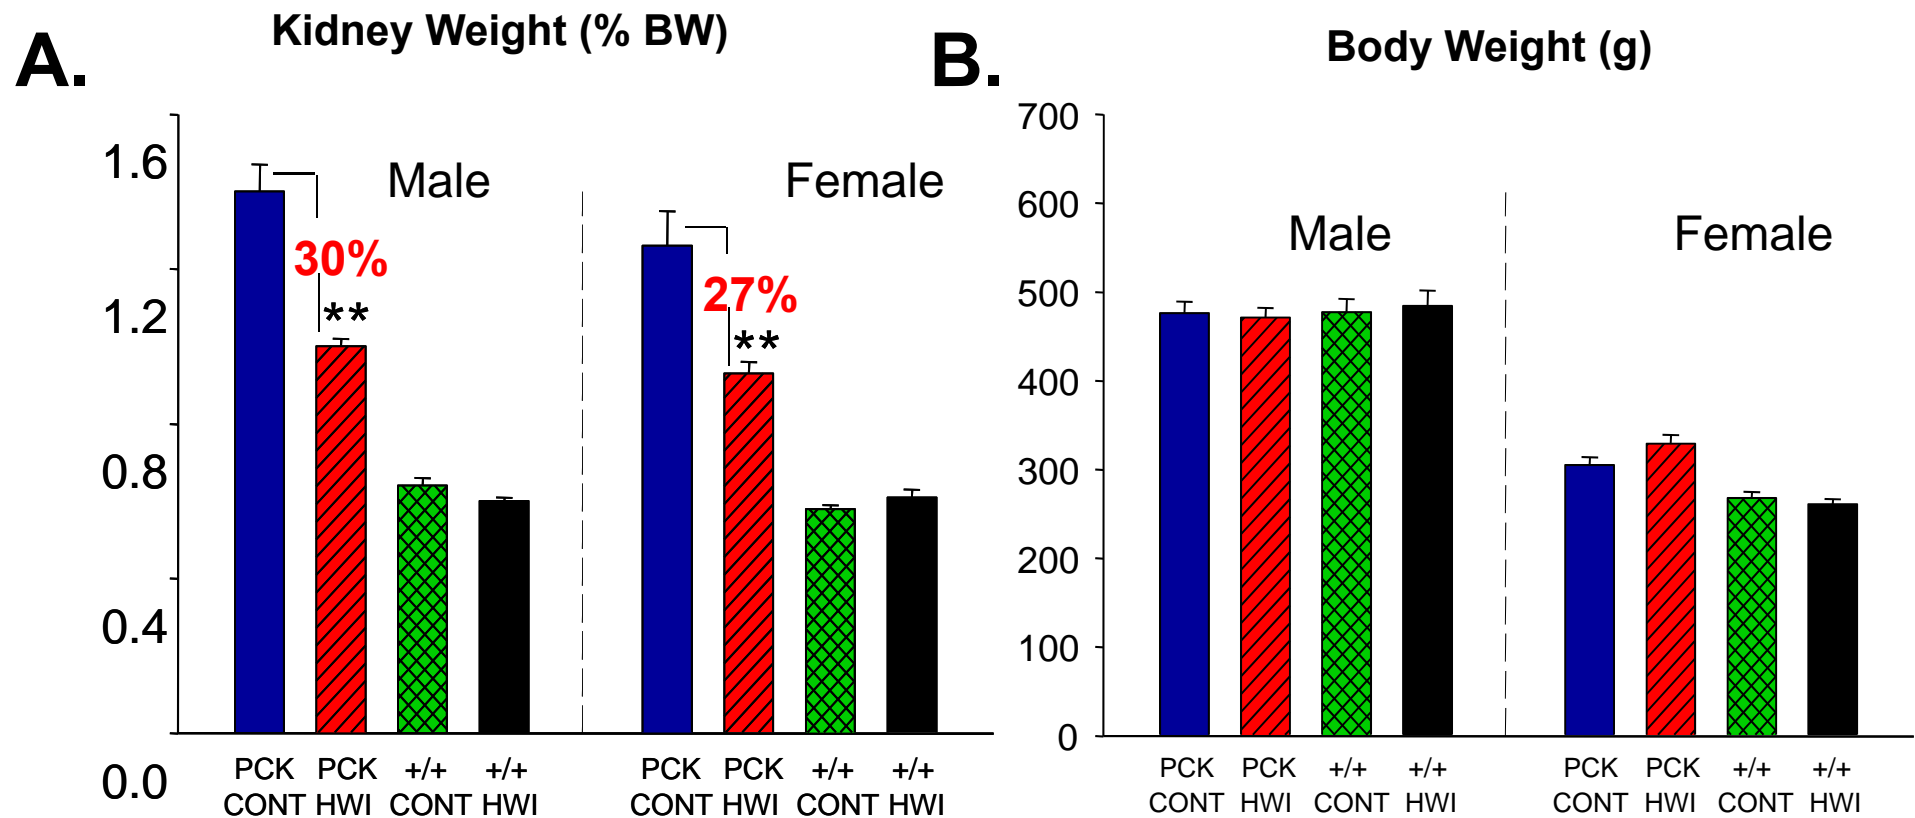 A.
Kidney Weight (% BW)
1.6
1.2
0.8
0.4
0.0
Male
Female
30%
**
27%
**
PCK PCK +/+ +/+
CONT HWI CONT HWI
PCK PCK +/+ +/+
CONT HWI CONT HWI
B.
Body Weight (g)
700
600
500
400
300
200
100
0
Male
Female
PCK PCK +/+ +/+
CONT HWI CONT HWI
PCK PCK +/+ +/+
CONT HWI CONT HWI